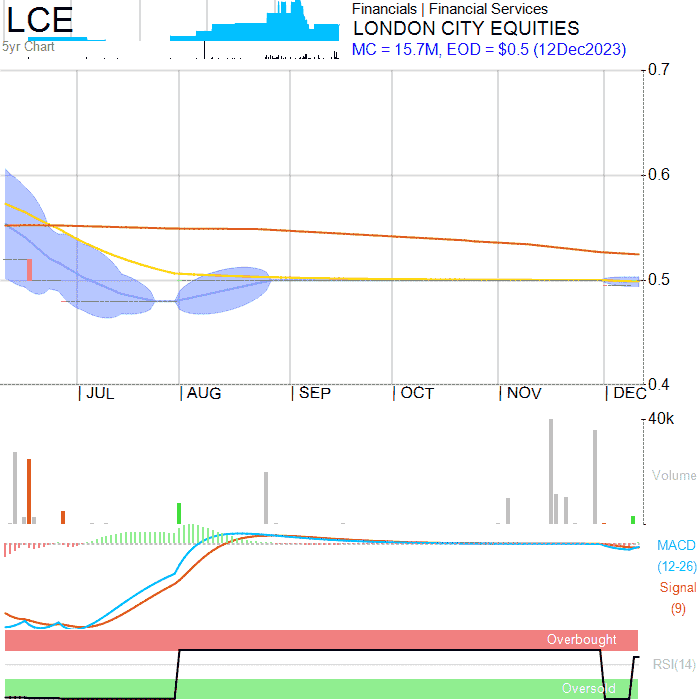 LCE
5yr Chart
Financials | Financial Services
LONDON CITY EQUITIES
MC = 15.7M, EOD = $0.5 (12Dec2023)
0.7
0.6
0.5
0.4
| JUL | AUG | SEP | OCT | NOV | DEC
40k
Volume
MACD
(12-26)
Signal
(9)
Overbought
RSI(14)
Oversold